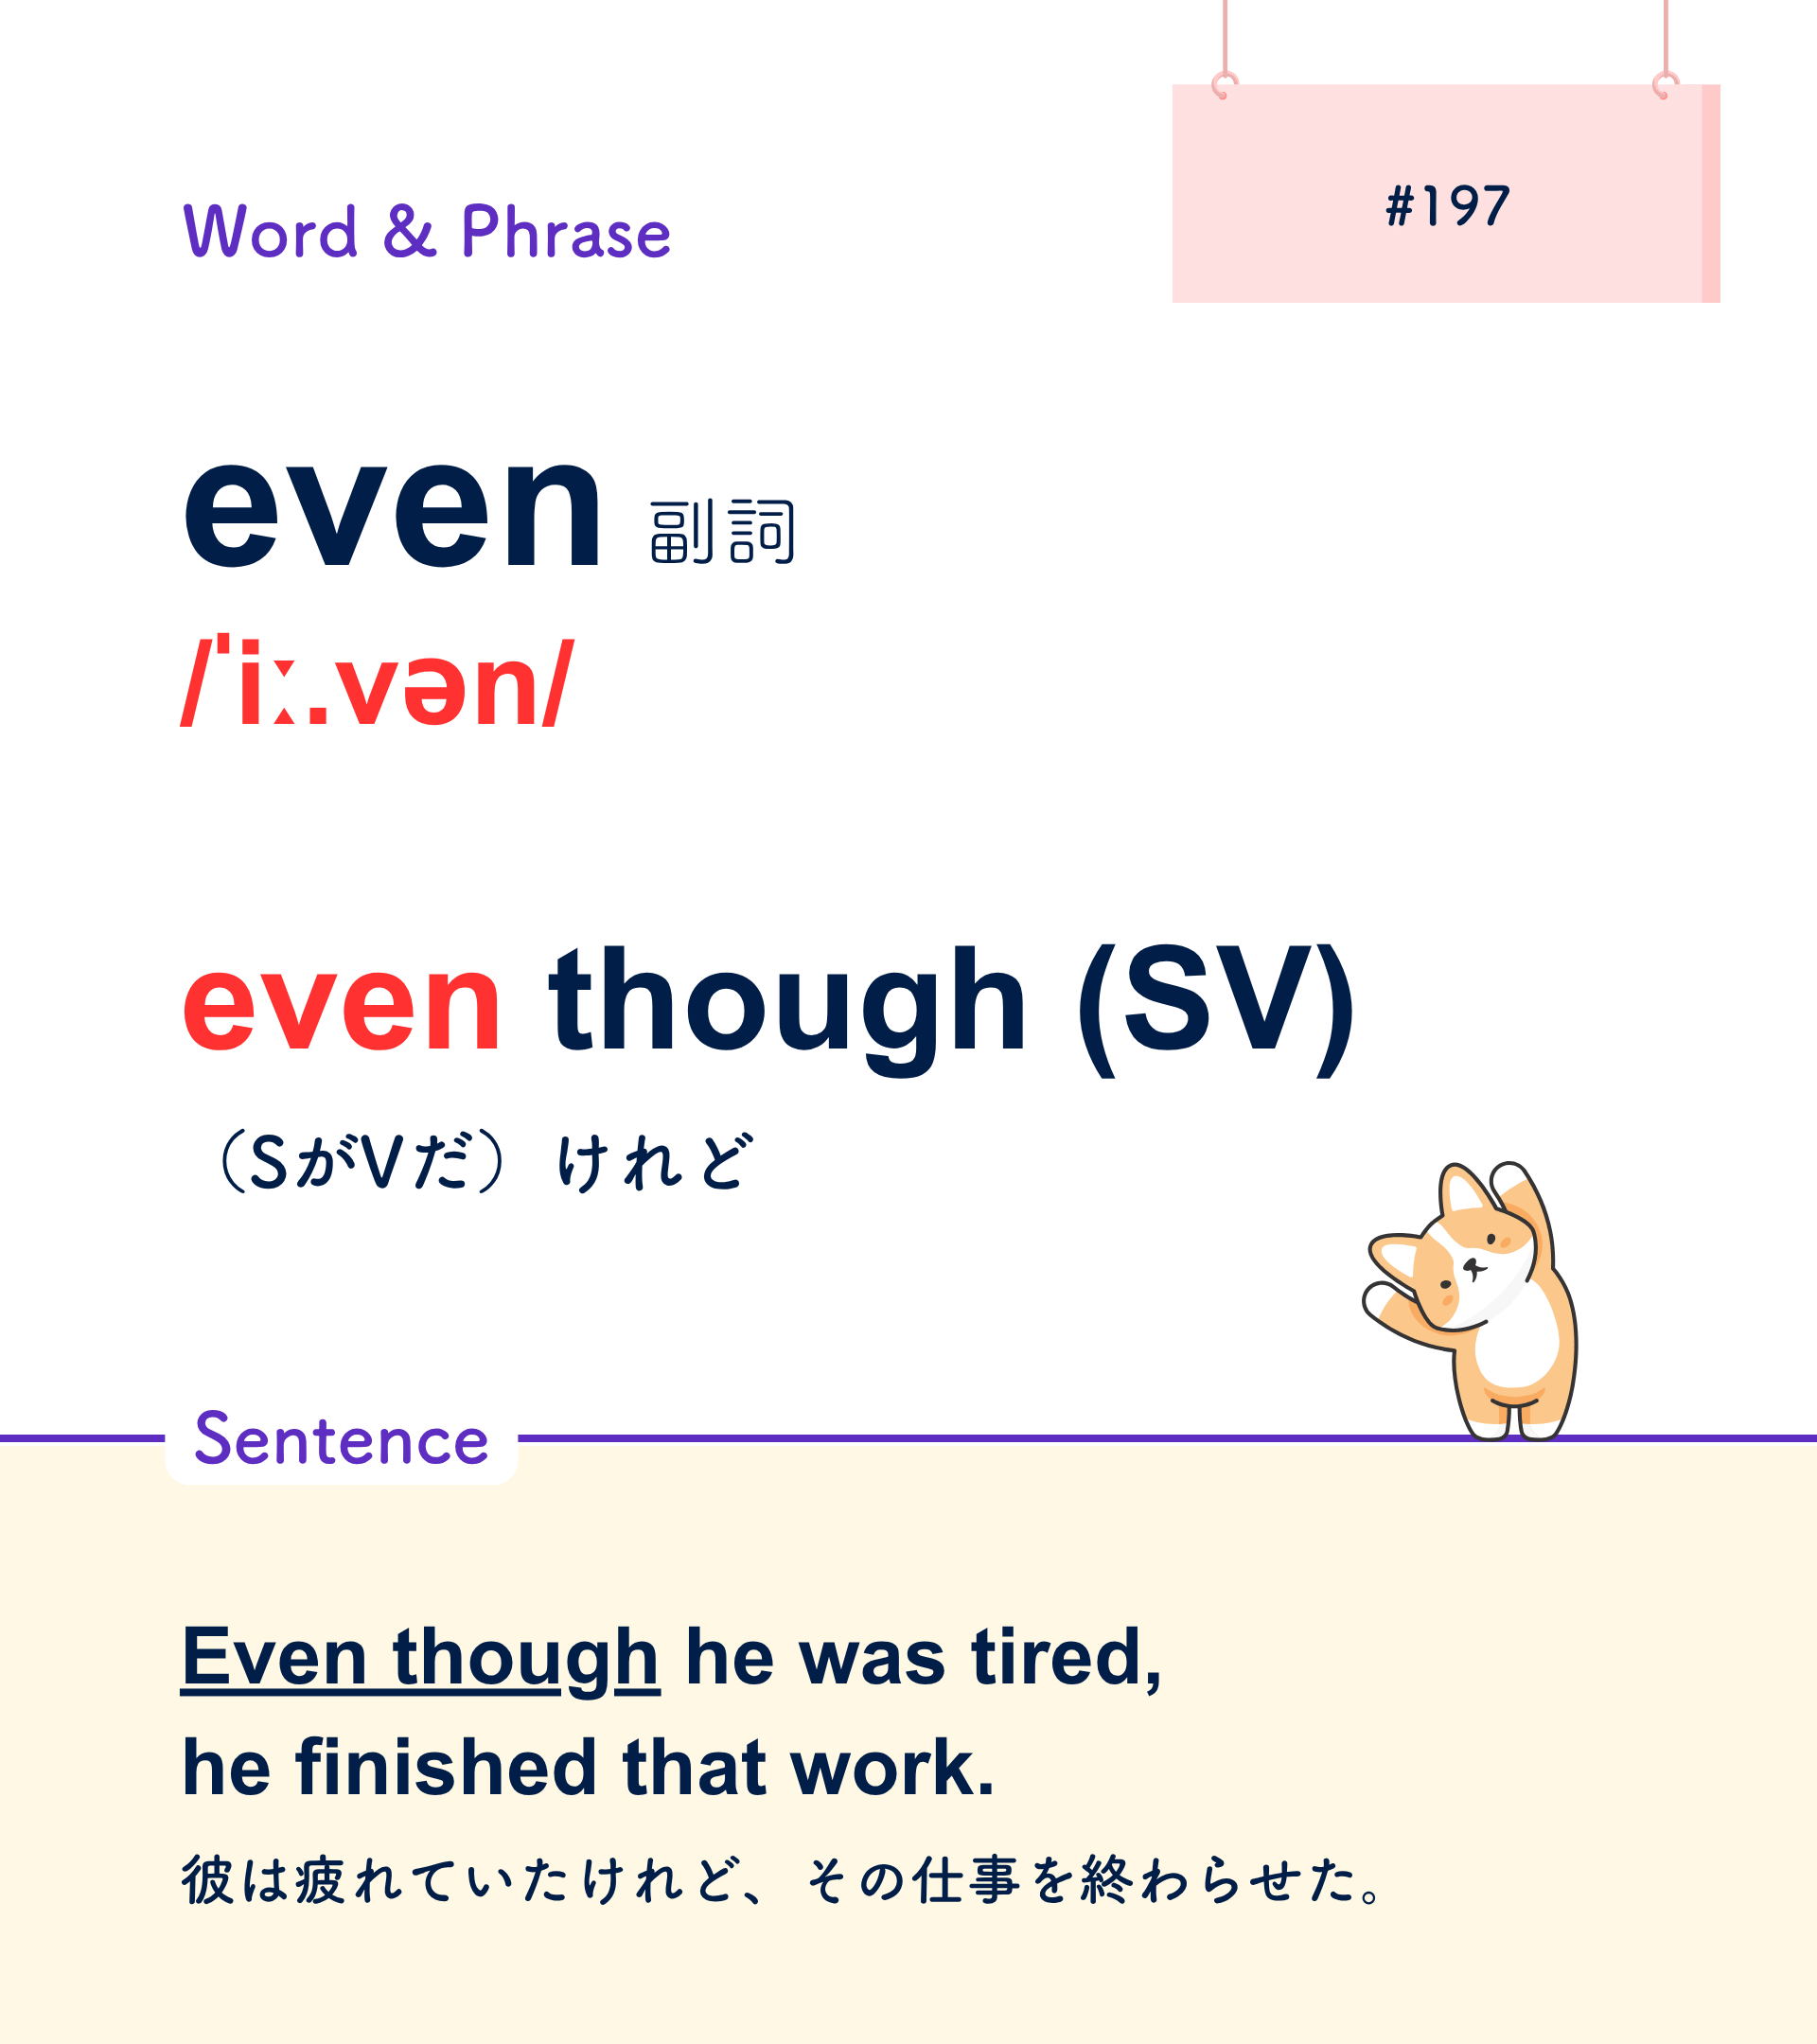 #197
Word & Phrase
even 副詞
/ˈiː.vən/
even though (SV)
（SがVだ） けれど
Sentence
Even though he was tired,
he finished that work.
彼は疲れていたけれど、その仕事を終わらせた。